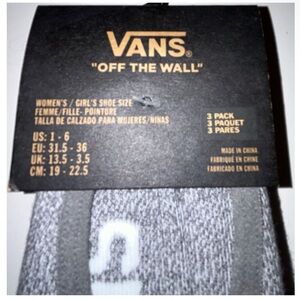 VANS®
"OFF THE WALL"
WOMEN'S / GIRL'S SHOE SIZE
FEMME/FILLE- POINTURE
TALLA DE CALZADO PARA MUJERES/NINAS
US: 1 - 6
EU: 31.5 - 36
UK: 13.5 - 3.5
CM: 19 - 22.5
3 PACK
3 PAQUET
3 PARES
MADE IN CHINA
FABRIQUÉ EN CHINE
FABRICADO EN CHINA